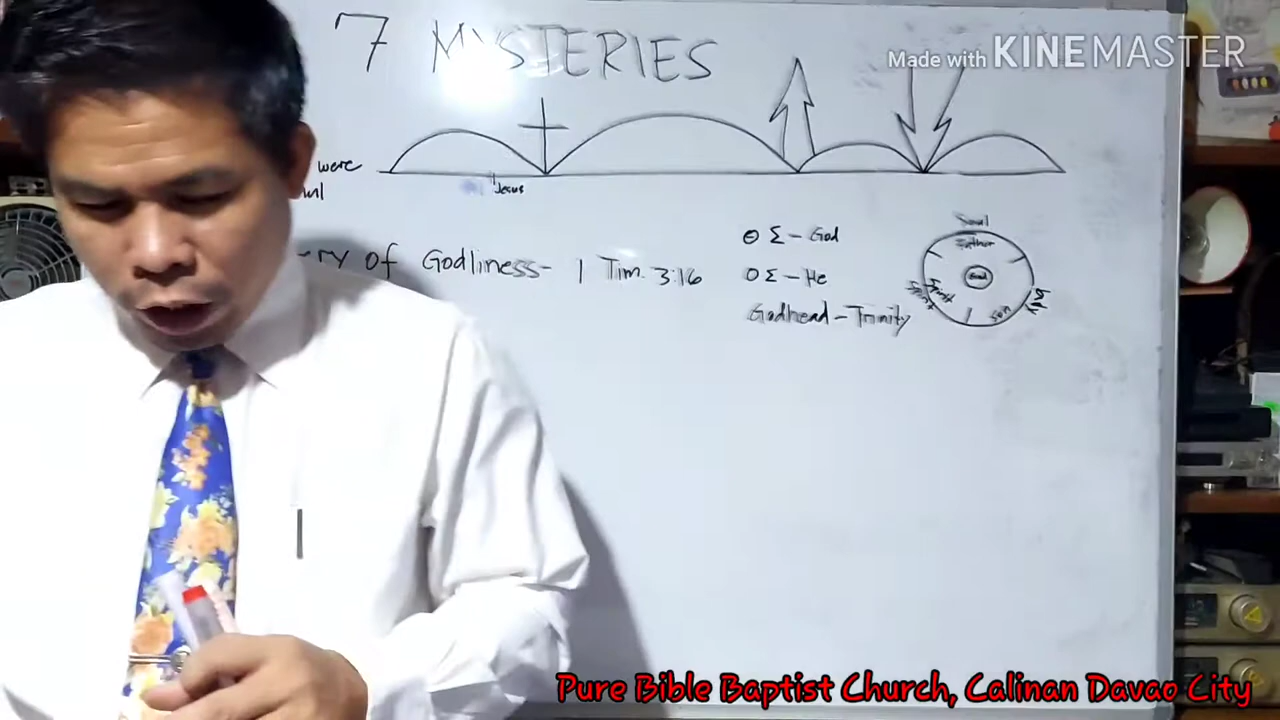 7 MYSTERIES
Made with KINEMASTER
were
Jesus
ery of Godliness- 1 Tim. 3:16
Θ Σ - God
Ο Σ - He
Godhead - Trinity
Soul
Father
God
Son
Spirit
Pure Bible Baptist Church, Calinan Davao City